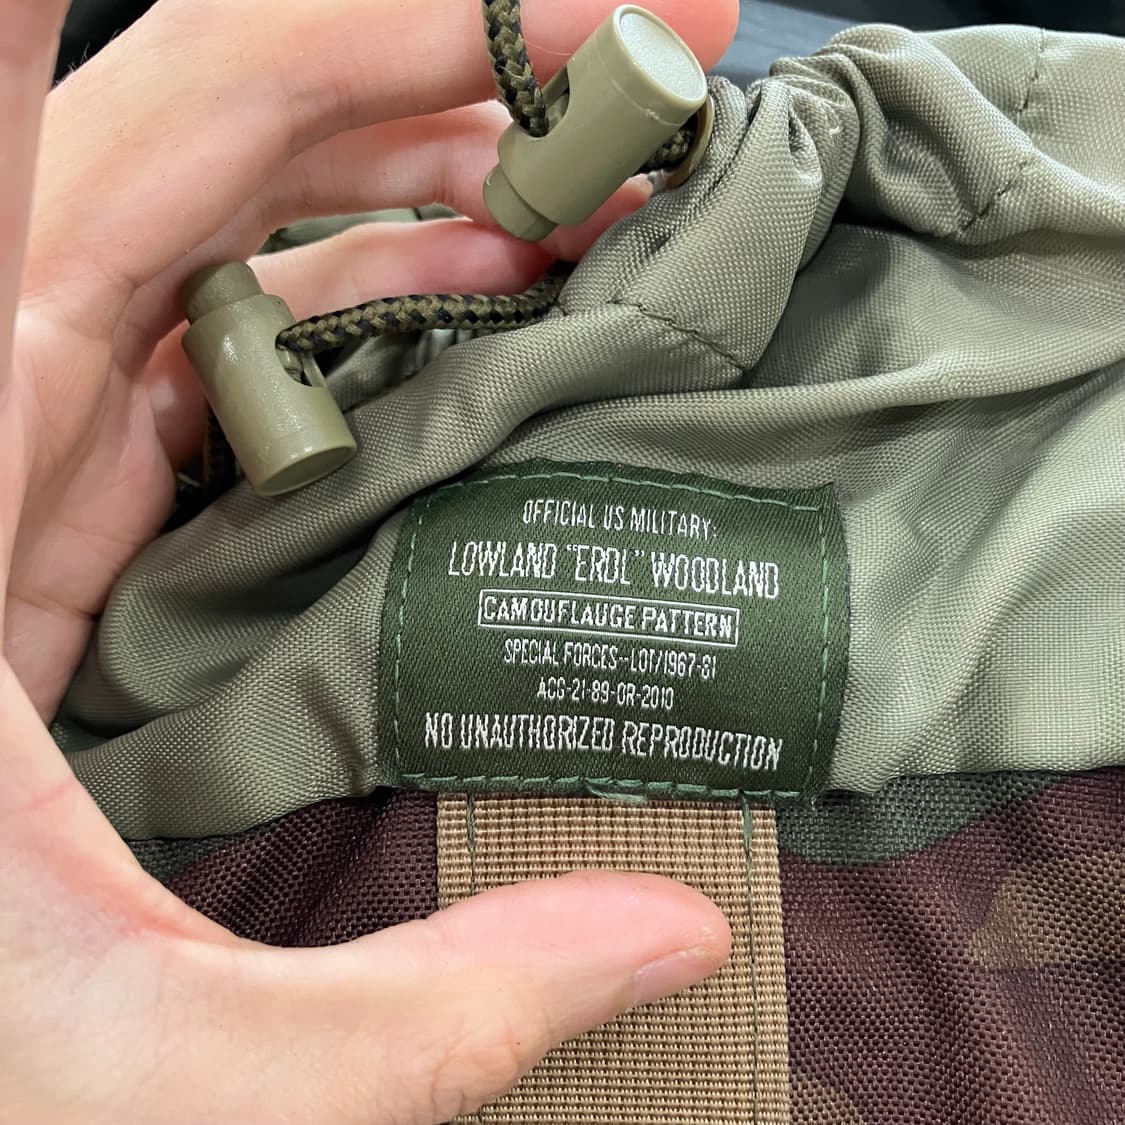 OFFICIAL US MILITARY:
LOWLAND "ERDL" WOODLAND
CAMOUFLAUGE PATTERN
SPECIAL FORCES--LOT/1967-81
ACG-21-89-OR-2010
NO UNAUTHORIZED REPRODUCTION